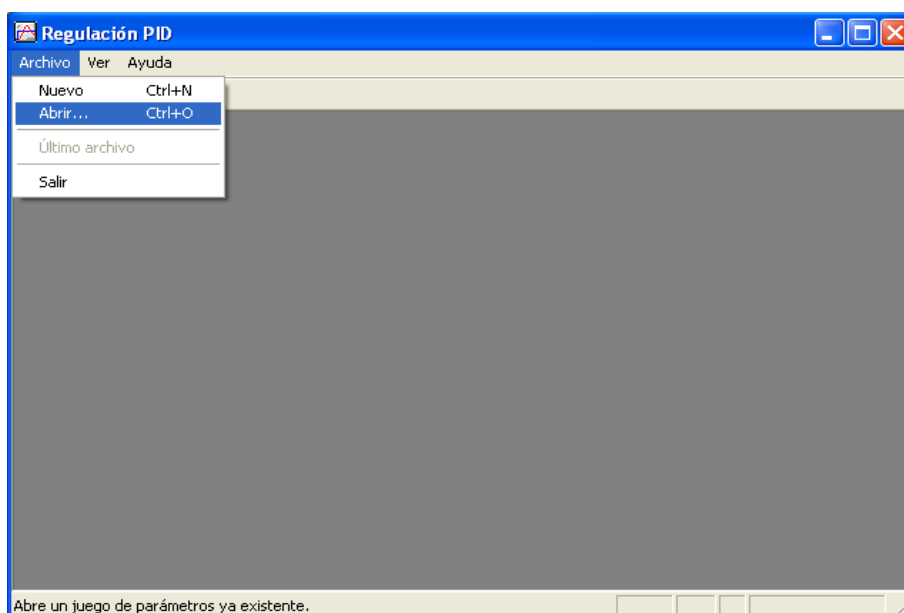 Regulación PID
Archivo Ver Ayuda
Nuevo Ctrl+N
Abrir... Ctrl+O
Último archivo
Salir
Abre un juego de parámetros ya existente.